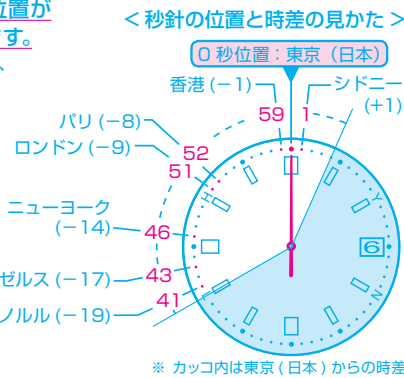 位置が
す。
、
<秒針の位置と時差の見かた>
0秒位置：東京（日本）
香港(−1)
シドニー
(+1)
59
1
パリ(−8)
52
ロンドン(−9)
51
ニューヨーク
(−14)
46
ゼルス(−17)
43
ノルル(−19)
41
H
Y
6
N
※ カッコ内は東京(日本)からの時差